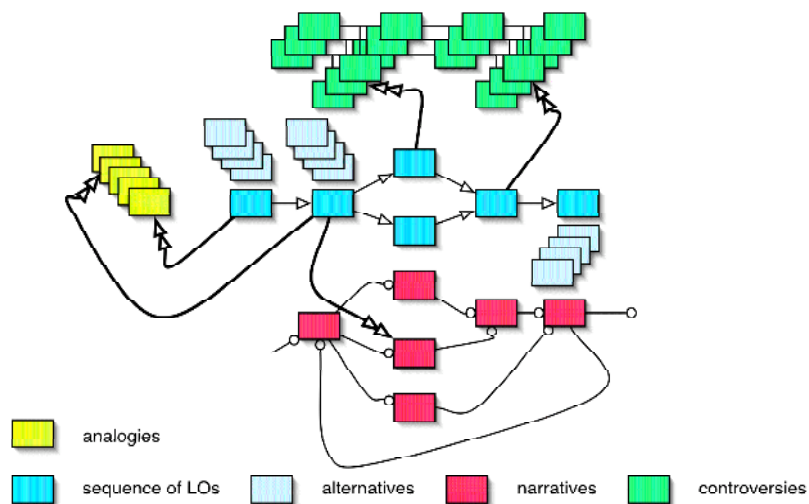 analogies
sequence of LOs
alternatives
narratives
controversies